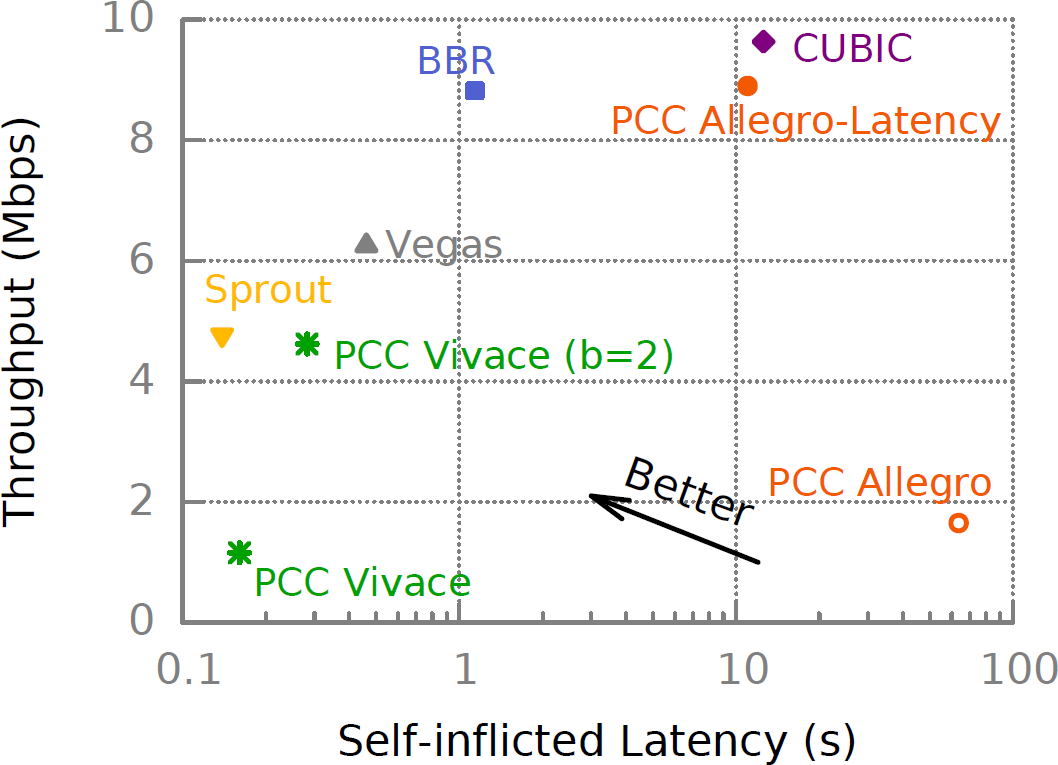 10
CUBIC
BBR
PCC Allegro-Latency
8
Throughput (Mbps)
Vegas
6
Sprout
PCC Vivace (b=2)
4
Better
PCC Allegro
2
PCC Vivace
0
0.1 1 10 100
Self-inflicted Latency (s)